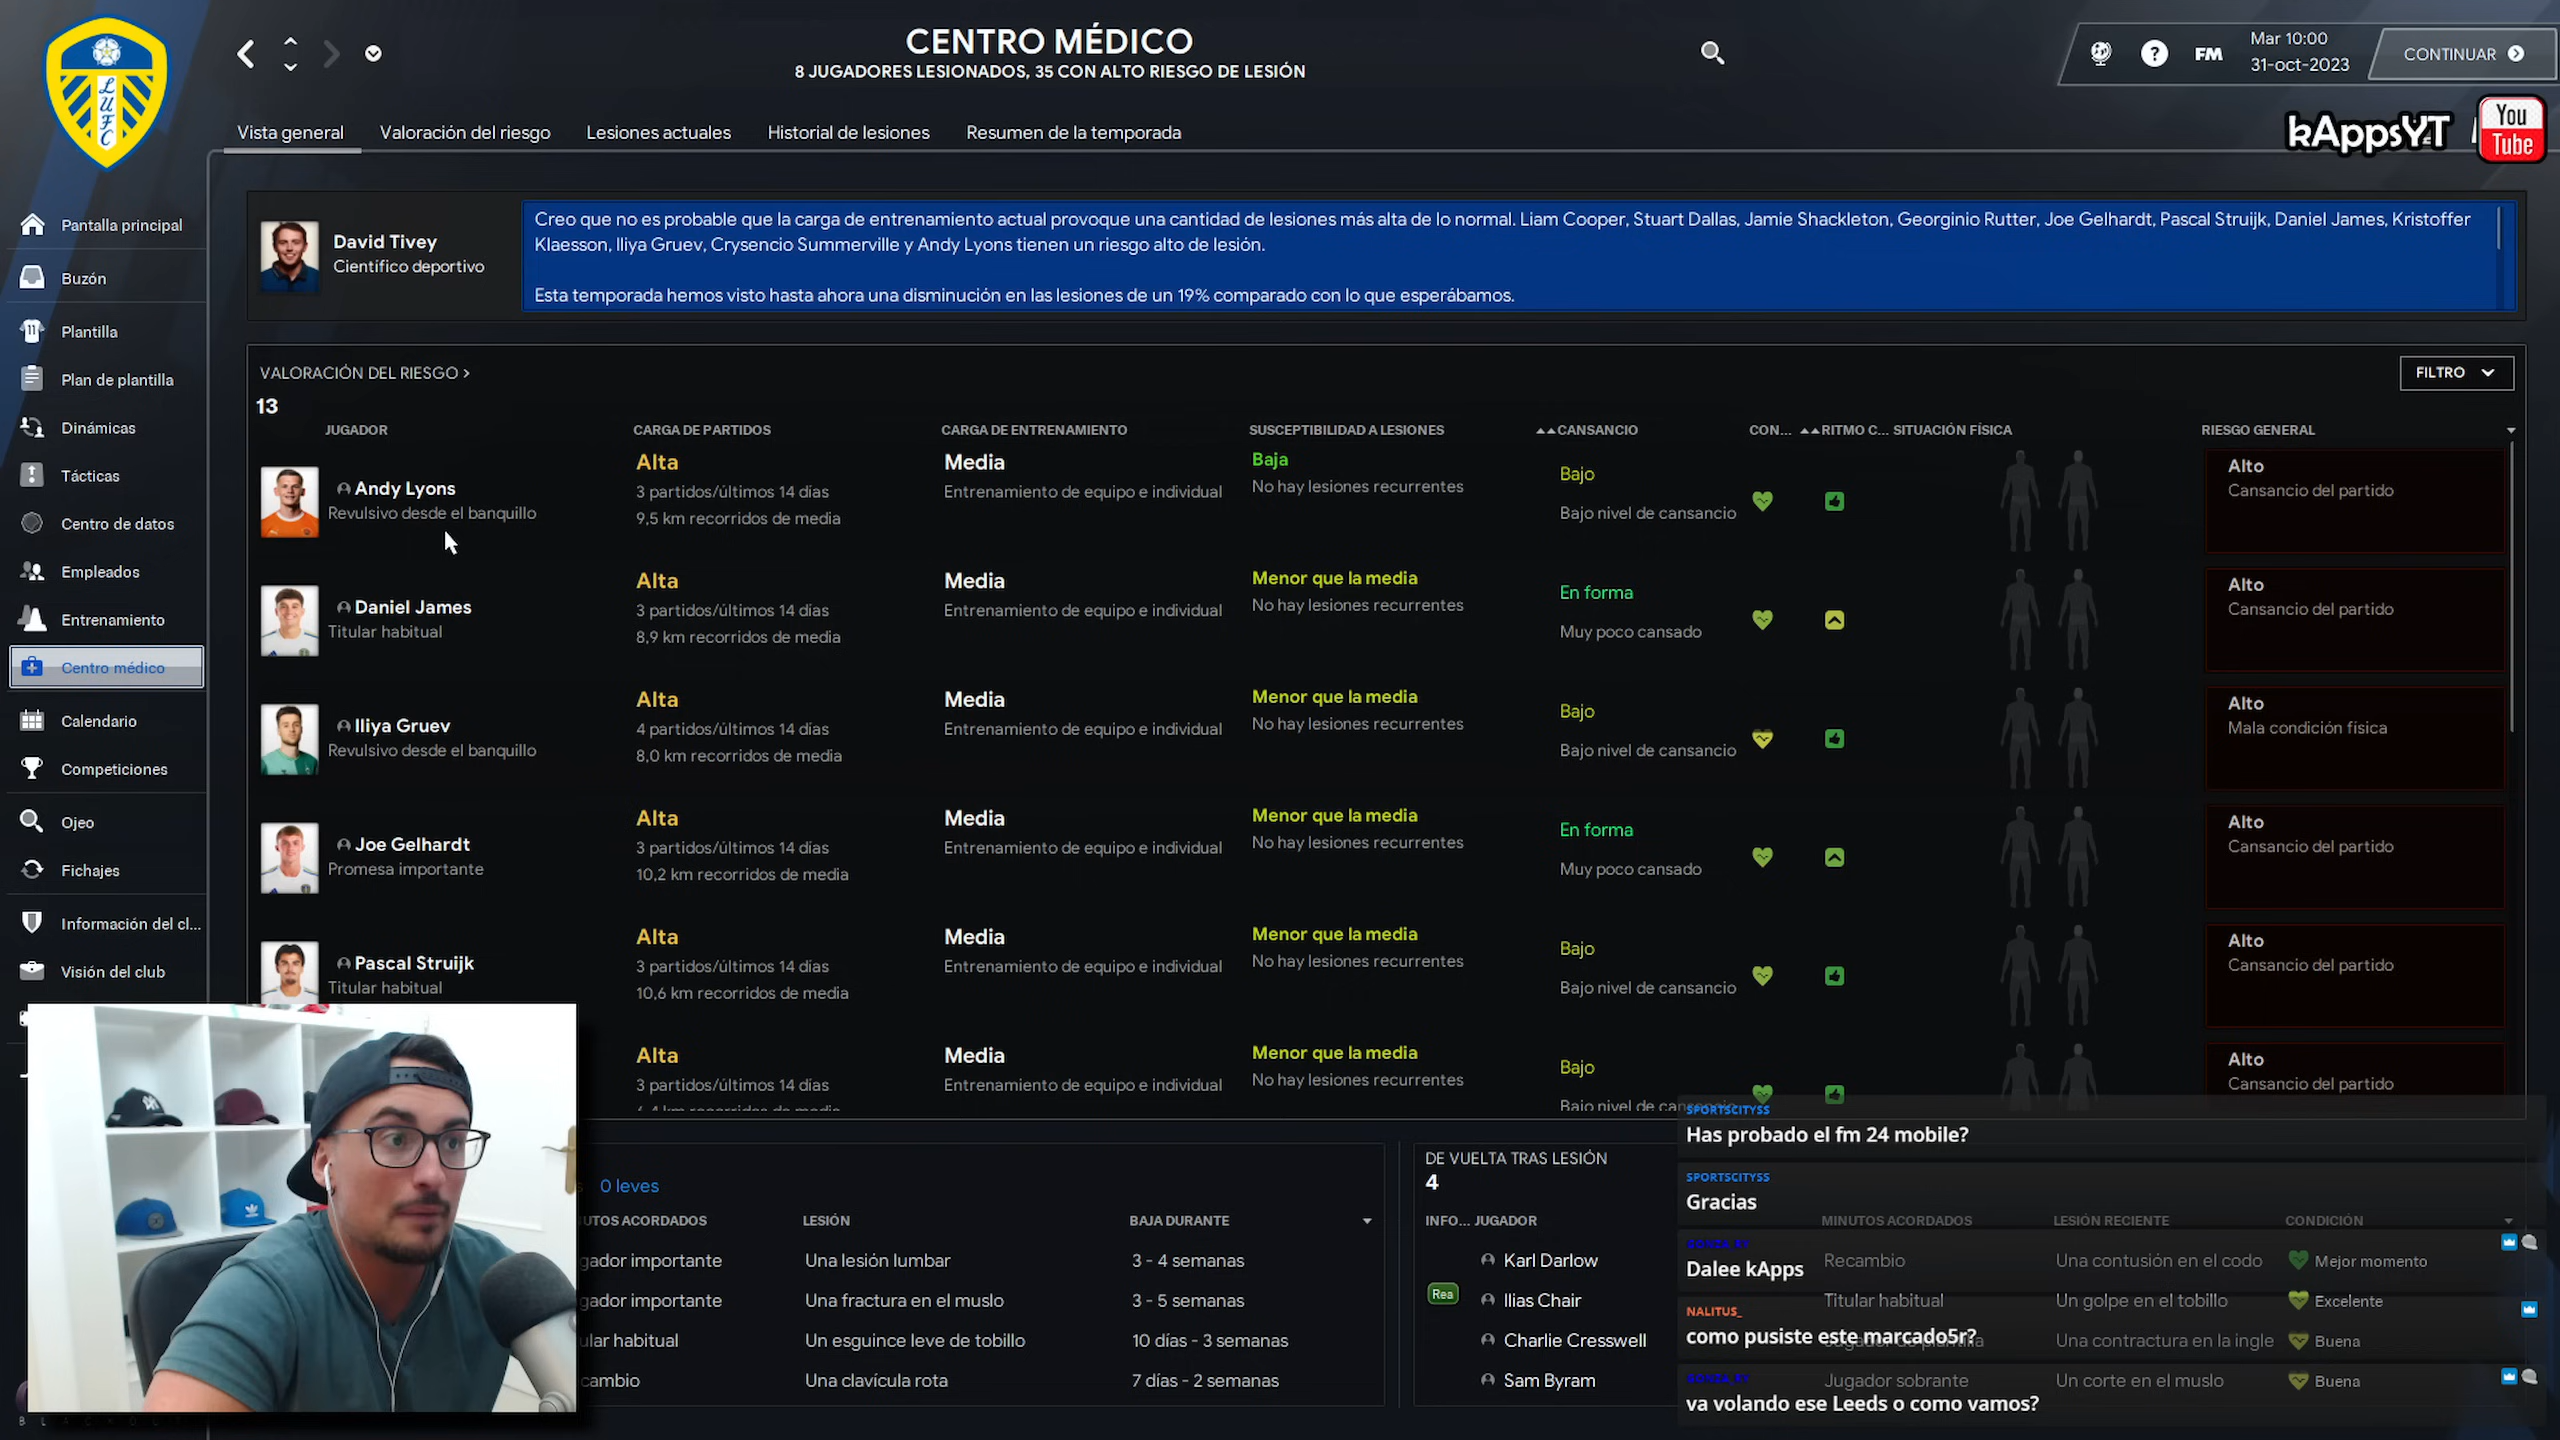 LUFC
CENTRO MÉDICO
8 JUGADORES LESIONADOS, 35 CON ALTO RIESGO DE LESIÓN
FM
Mar 10:00
31-oct-2023
CONTINUAR
kAppsYT
You
Tube
Vista general
Valoración del riesgo
Lesiones actuales
Historial de lesiones
Resumen de la temporada
Pantalla principal
Buzón
Plantilla
Plan de plantilla
Dinámicas
Tácticas
Centro de datos
Empleados
Entrenamiento
Centro médico
Calendario
Competiciones
Ojeo
Fichajes
Información del cl...
Visión del club
David Tivey
Científico deportivo
Creo que no es probable que la carga de entrenamiento actual provoque una cantidad de lesiones más alta de lo normal. Liam Cooper, Stuart Dallas, Jamie Shackleton, Georginio Rutter, Joe Gelhardt, Pascal Struijk, Daniel James, Kristoffer
Klaesson, Iliya Gruev, Crysencio Summerville y Andy Lyons tienen un riesgo alto de lesión.
Esta temporada hemos visto hasta ahora una disminución en las lesiones de un 19% comparado con lo que esperábamos.
VALORACIÓN DEL RIESGO >
FILTRO
13
JUGADOR CARGA DE PARTIDOS CARGA DE ENTRENAMIENTO SUSCEPTIBILIDAD A LESIONES CANSANCIO CON... RITMO C... SITUACIÓN FÍSICA RIESGO GENERAL
Andy Lyons
Revulsivo desde el banquillo
Alta
3 partidos/últimos 14 días
9,5 km recorridos de media
Media
Entrenamiento de equipo e individual
Baja
No hay lesiones recurrentes
Bajo
Bajo nivel de cansancio
Alto
Cansancio del partido
Daniel James
Titular habitual
Alta
3 partidos/últimos 14 días
8,9 km recorridos de media
Media
Entrenamiento de equipo e individual
Menor que la media
No hay lesiones recurrentes
En forma
Muy poco cansado
Alto
Cansancio del partido
Iliya Gruev
Revulsivo desde el banquillo
Alta
4 partidos/últimos 14 días
8,0 km recorridos de media
Media
Entrenamiento de equipo e individual
Menor que la media
No hay lesiones recurrentes
Bajo
Bajo nivel de cansancio
Alto
Mala condición física
Joe Gelhardt
Promesa importante
Alta
3 partidos/últimos 14 días
10,2 km recorridos de media
Media
Entrenamiento de equipo e individual
Menor que la media
No hay lesiones recurrentes
En forma
Muy poco cansado
Alto
Cansancio del partido
Pascal Struijk
Titular habitual
Alta
3 partidos/últimos 14 días
10,6 km recorridos de media
Media
Entrenamiento de equipo e individual
Menor que la media
No hay lesiones recurrentes
Bajo
Bajo nivel de cansancio
Alto
Cansancio del partido
Alta
3 partidos/últimos 14 días
Media
Entrenamiento de equipo e individual
Menor que la media
No hay lesiones recurrentes
Bajo
Bajo nivel de
Alto
Cansancio del partido
0 leves
UTOS ACORDADOS LESIÓN BAJA DURANTE
gador importante Una lesión lumbar 3 - 4 semanas
gador importante Una fractura en el muslo 3 - 5 semanas
ular habitual Un esguince leve de tobillo 10 días - 3 semanas
cambio Una clavícula rota 7 días - 2 semanas
DE VUELTA TRAS LESIÓN
4
INFO... JUGADOR MINUTOS ACORDADOS LESIÓN RECIENTE CONDICIÓN
Karl Darlow Recambio Una contusión en el codo Mejor momento
Rea Ilias Chair Titular habitual Un golpe en el tobillo Excelente
Charlie Cresswell Una contractura en la ingle Buena
Sam Byram Jugador sobrante Un corte en el muslo Buena
SPORTSCITYSS
Has probado el fm 24 mobile?
SPORTSCITYSS
Gracias
Dalee kApps
NALITUS_
como pusiste este marcado5r?
va volando ese Leeds o como vamos?